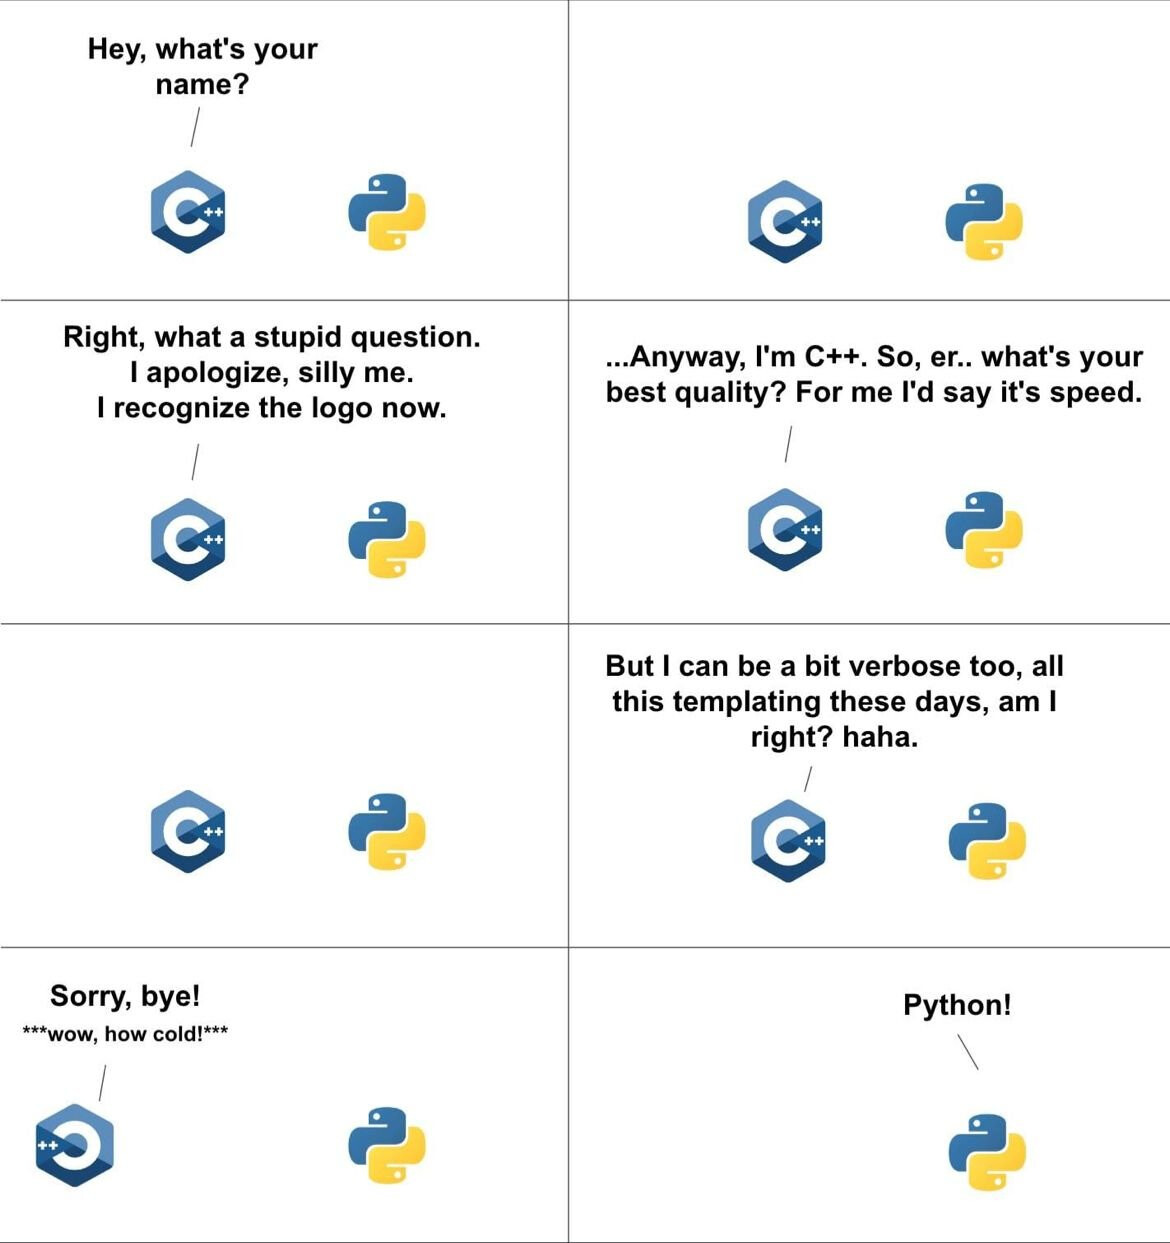 Hey, what's your
name?
C++
C++
Right, what a stupid question.
I apologize, silly me.
I recognize the logo now.
C++
...Anyway, I'm C++. So, er.. what's your
best quality? For me I'd say it's speed.
C++
C++
But I can be a bit verbose too, all
this templating these days, am I
right? haha.
C++
Sorry, bye!
***wow, how cold!***
C++
Python!